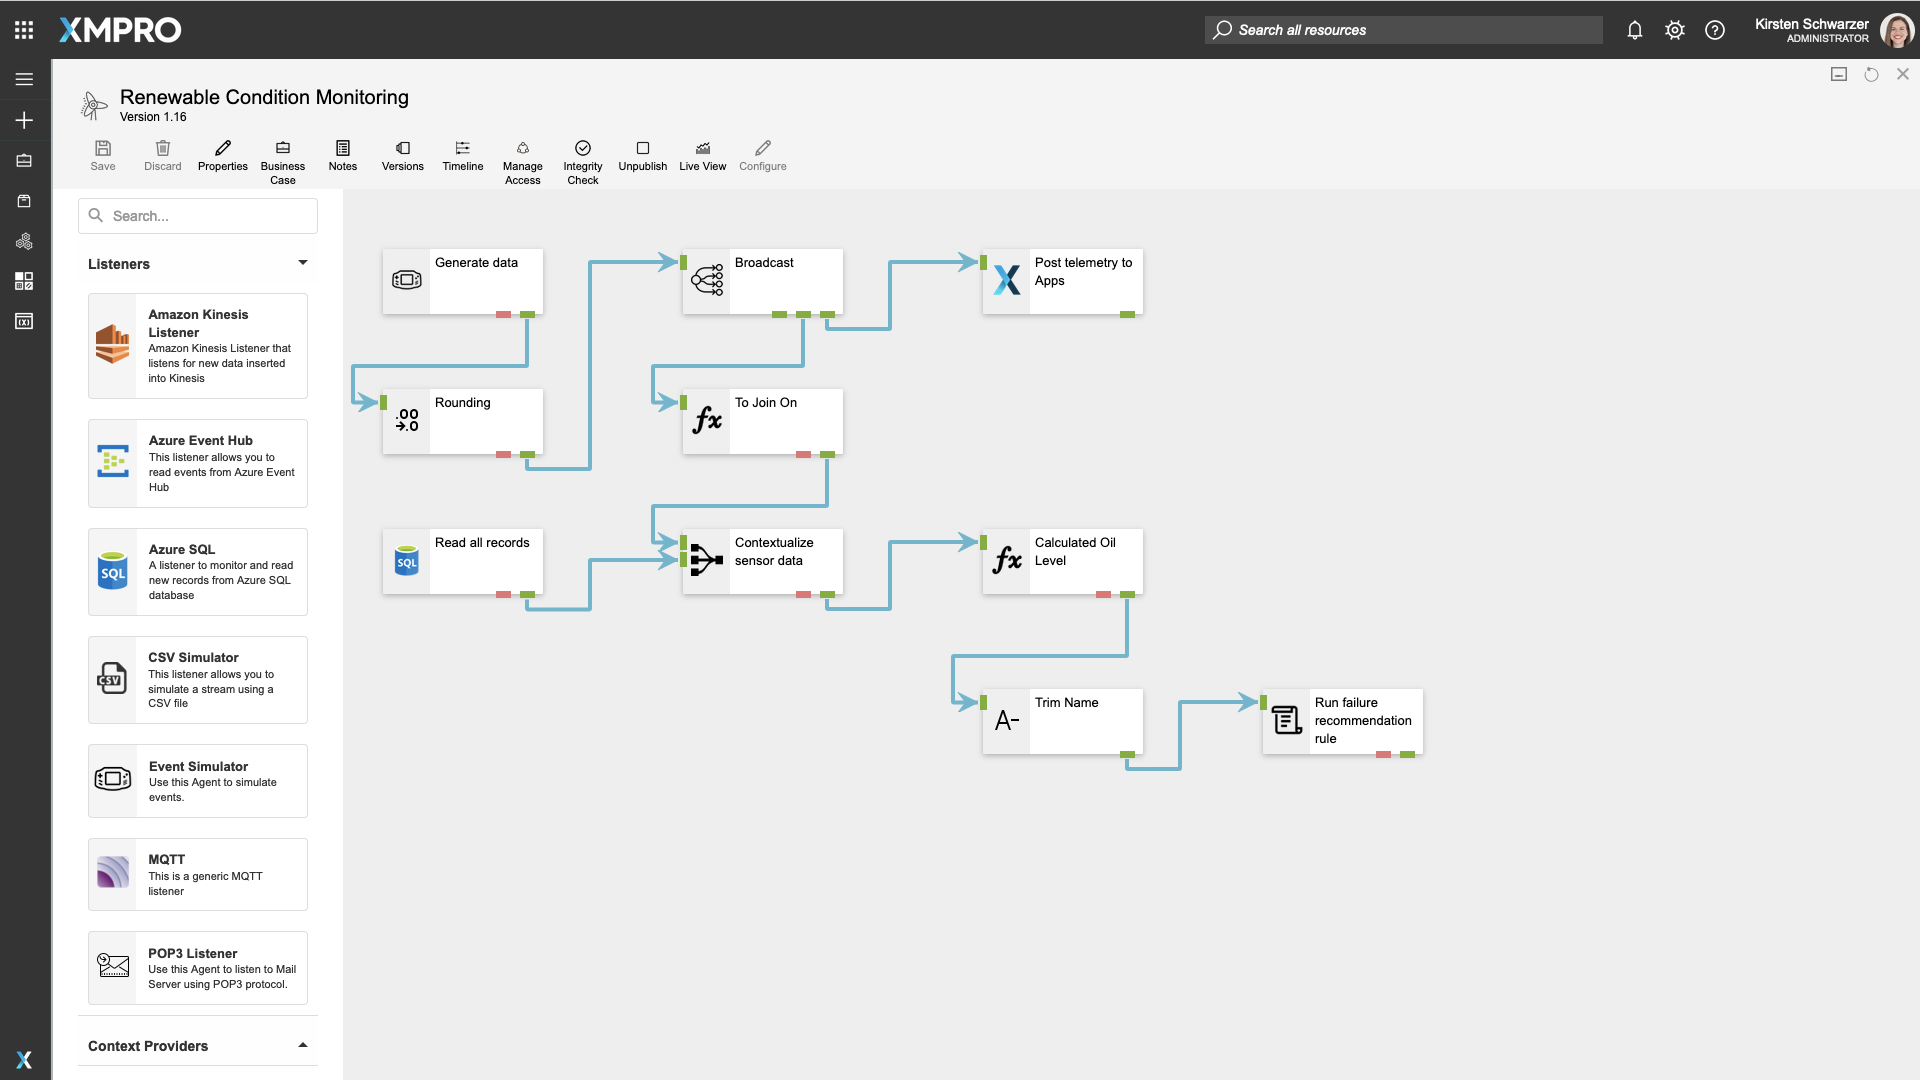 XMPRO
Search all resources
Kirsten Schwarzer
ADMINISTRATOR
Renewable Condition Monitoring
Version 1.16
Save
Discard
Properties
Business
Case
Notes
Versions
Timeline
Manage
Access
Integrity
Check
Unpublish
Live View
Configure
Search...
Listeners
Amazon Kinesis
Listener
Amazon Kinesis Listener that
listens for new data inserted
into Kinesis
Azure Event Hub
This listener allows you to
read events from Azure Event
Hub
SQL
Azure SQL
A listener to monitor and read
new records from Azure SQL
database
CSV
CSV Simulator
This listener allows you to
simulate a stream using a
CSV file
Event Simulator
Use this Agent to simulate
events.
MQTT
This is a generic MQTT
listener
POP3 Listener
Use this Agent to listen to Mail
Server using POP3 protocol.
Context Providers
Generate data
Broadcast
Post telemetry to
Apps
.00
→.0
Rounding
fx
To Join On
SQL
Read all records
Contextualize
sensor data
fx
Calculated Oil
Level
A-
Trim Name
Run failure
recommendation
rule